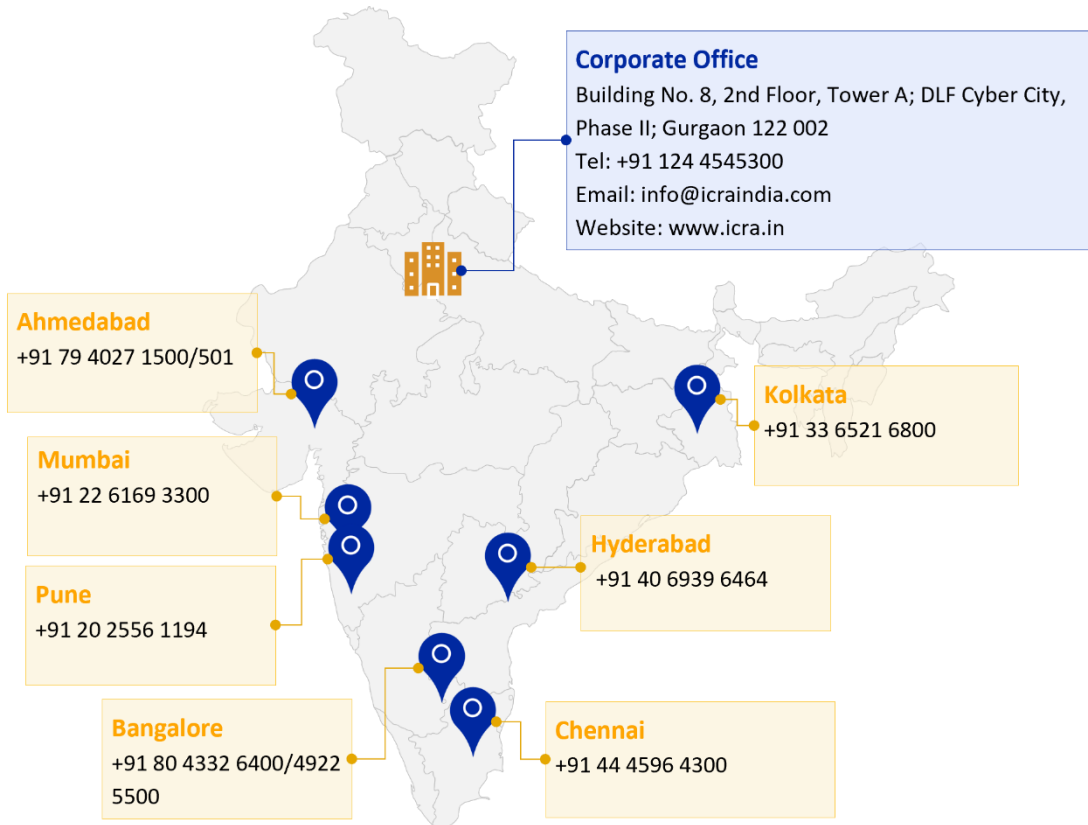 Corporate Office
Building No. 8, 2nd Floor, Tower A; DLF Cyber City,
Phase II; Gurgaon 122 002
Tel: +91 124 4545300
Email: info@icraindia.com
Website: www.icra.in
Ahmedabad
+91 79 4027 1500/501
Kolkata
+91 33 6521 6800
Mumbai
+91 22 6169 3300
Hyderabad
+91 40 6939 6464
Pune
+91 20 2556 1194
Bangalore
+91 80 4332 6400/4922
5500
Chennai
+91 44 4596 4300